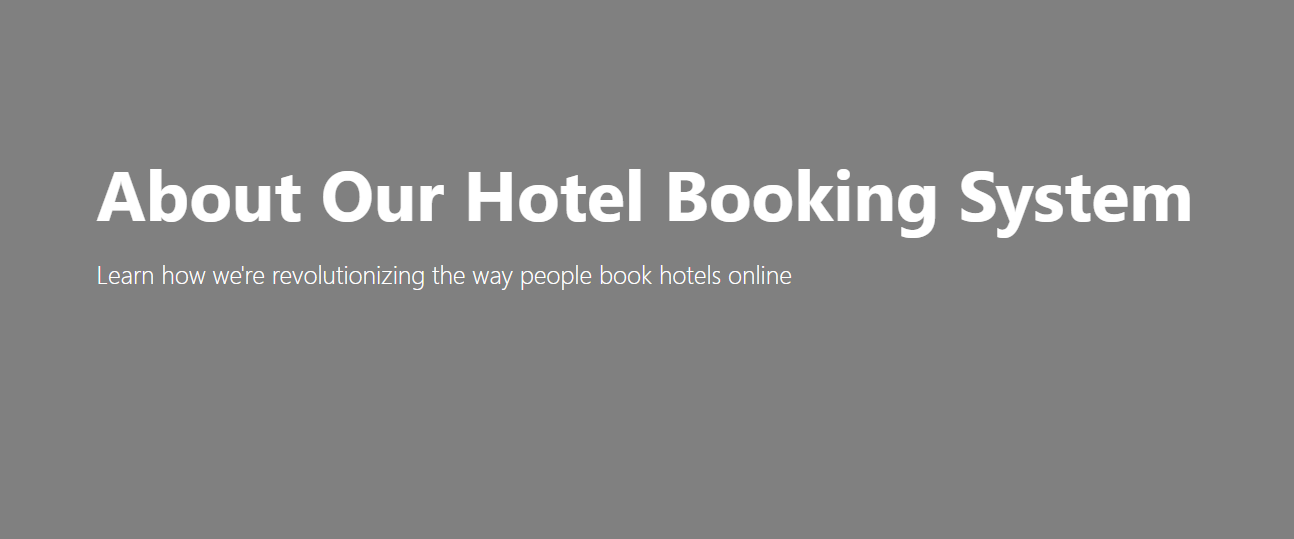 About Our Hotel Booking System
Learn how we're revolutionizing the way people book hotels online